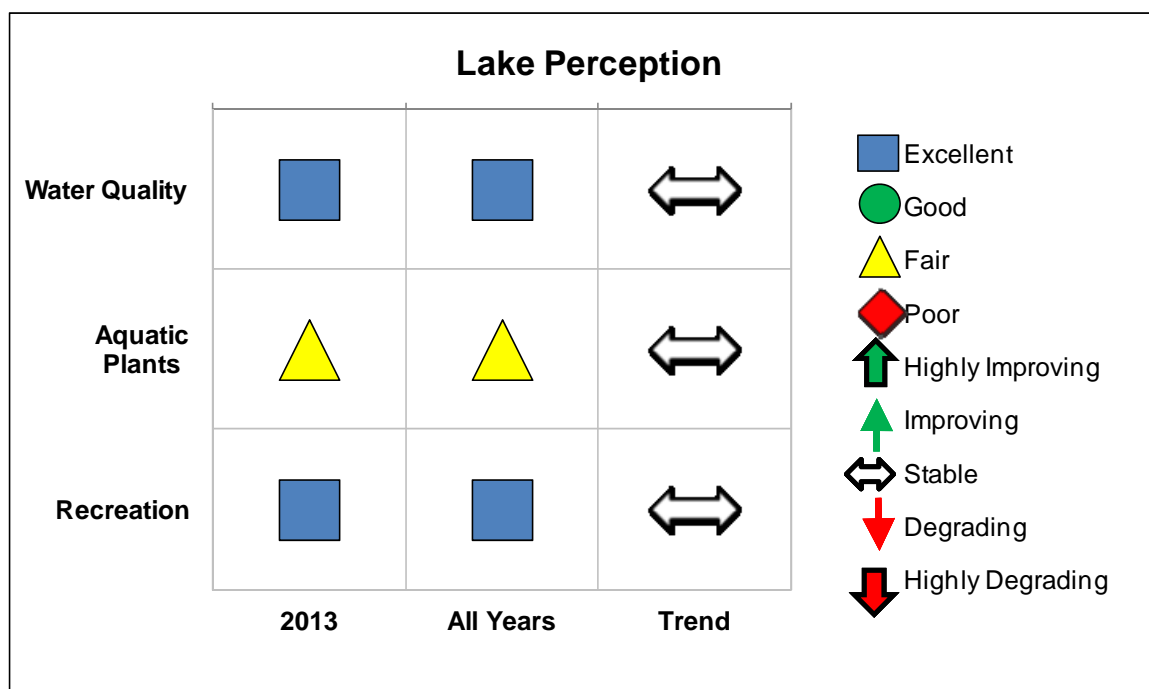 Lake Perception
Water Quality
Aquatic
Plants
Recreation
2013
All Years
Trend
Excellent
Good
Fair
Poor
Highly Improving
Improving
Stable
Degrading
Highly Degrading